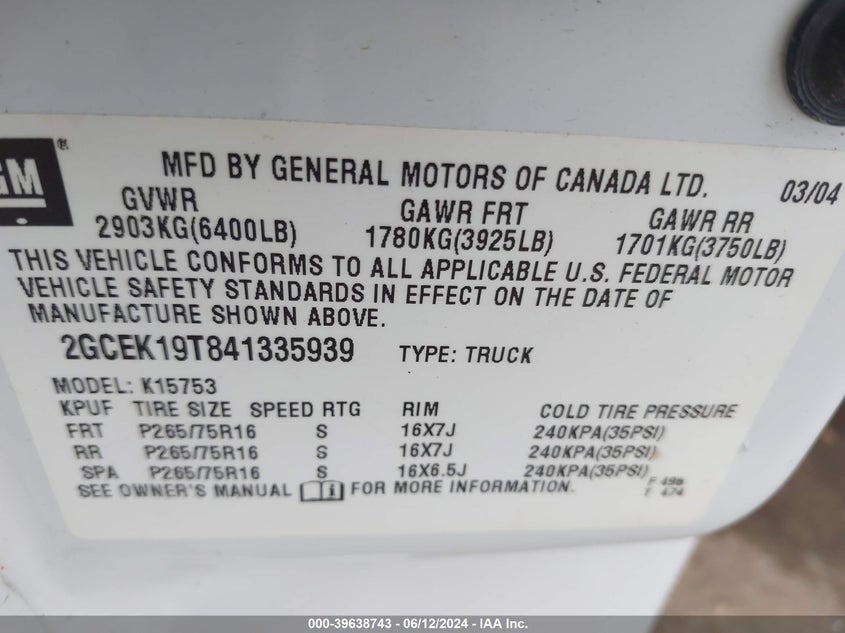 GM®
MFD BY GENERAL MOTORS OF CANADA LTD. 03/04
GVWR GAWR FRT GAWR RR
2903KG(6400LB) 1780KG(3925LB) 1701KG(3750LB)
THIS VEHICLE CONFORMS TO ALL APPLICABLE U.S. FEDERAL MOTOR
VEHICLE SAFETY STANDARDS IN EFFECT ON THE DATE OF
MANUFACTURE SHOWN ABOVE.
2GCEK19T841335939 TYPE: TRUCK
MODEL: K15753
KPUF TIRE SIZE SPEED RTG RIM COLD TIRE PRESSURE
FRT P265/75R16 S 16X7J 240KPA(35PSI)
RR P265/75R16 S 16X7J 240KPA(35PSI)
SPA P265/75R16 S 16X6.5J 240KPA(35PSI)
SEE OWNER'S MANUAL FOR MORE INFORMATION.
000-39638743 - 06/12/2024 - IAA Inc.